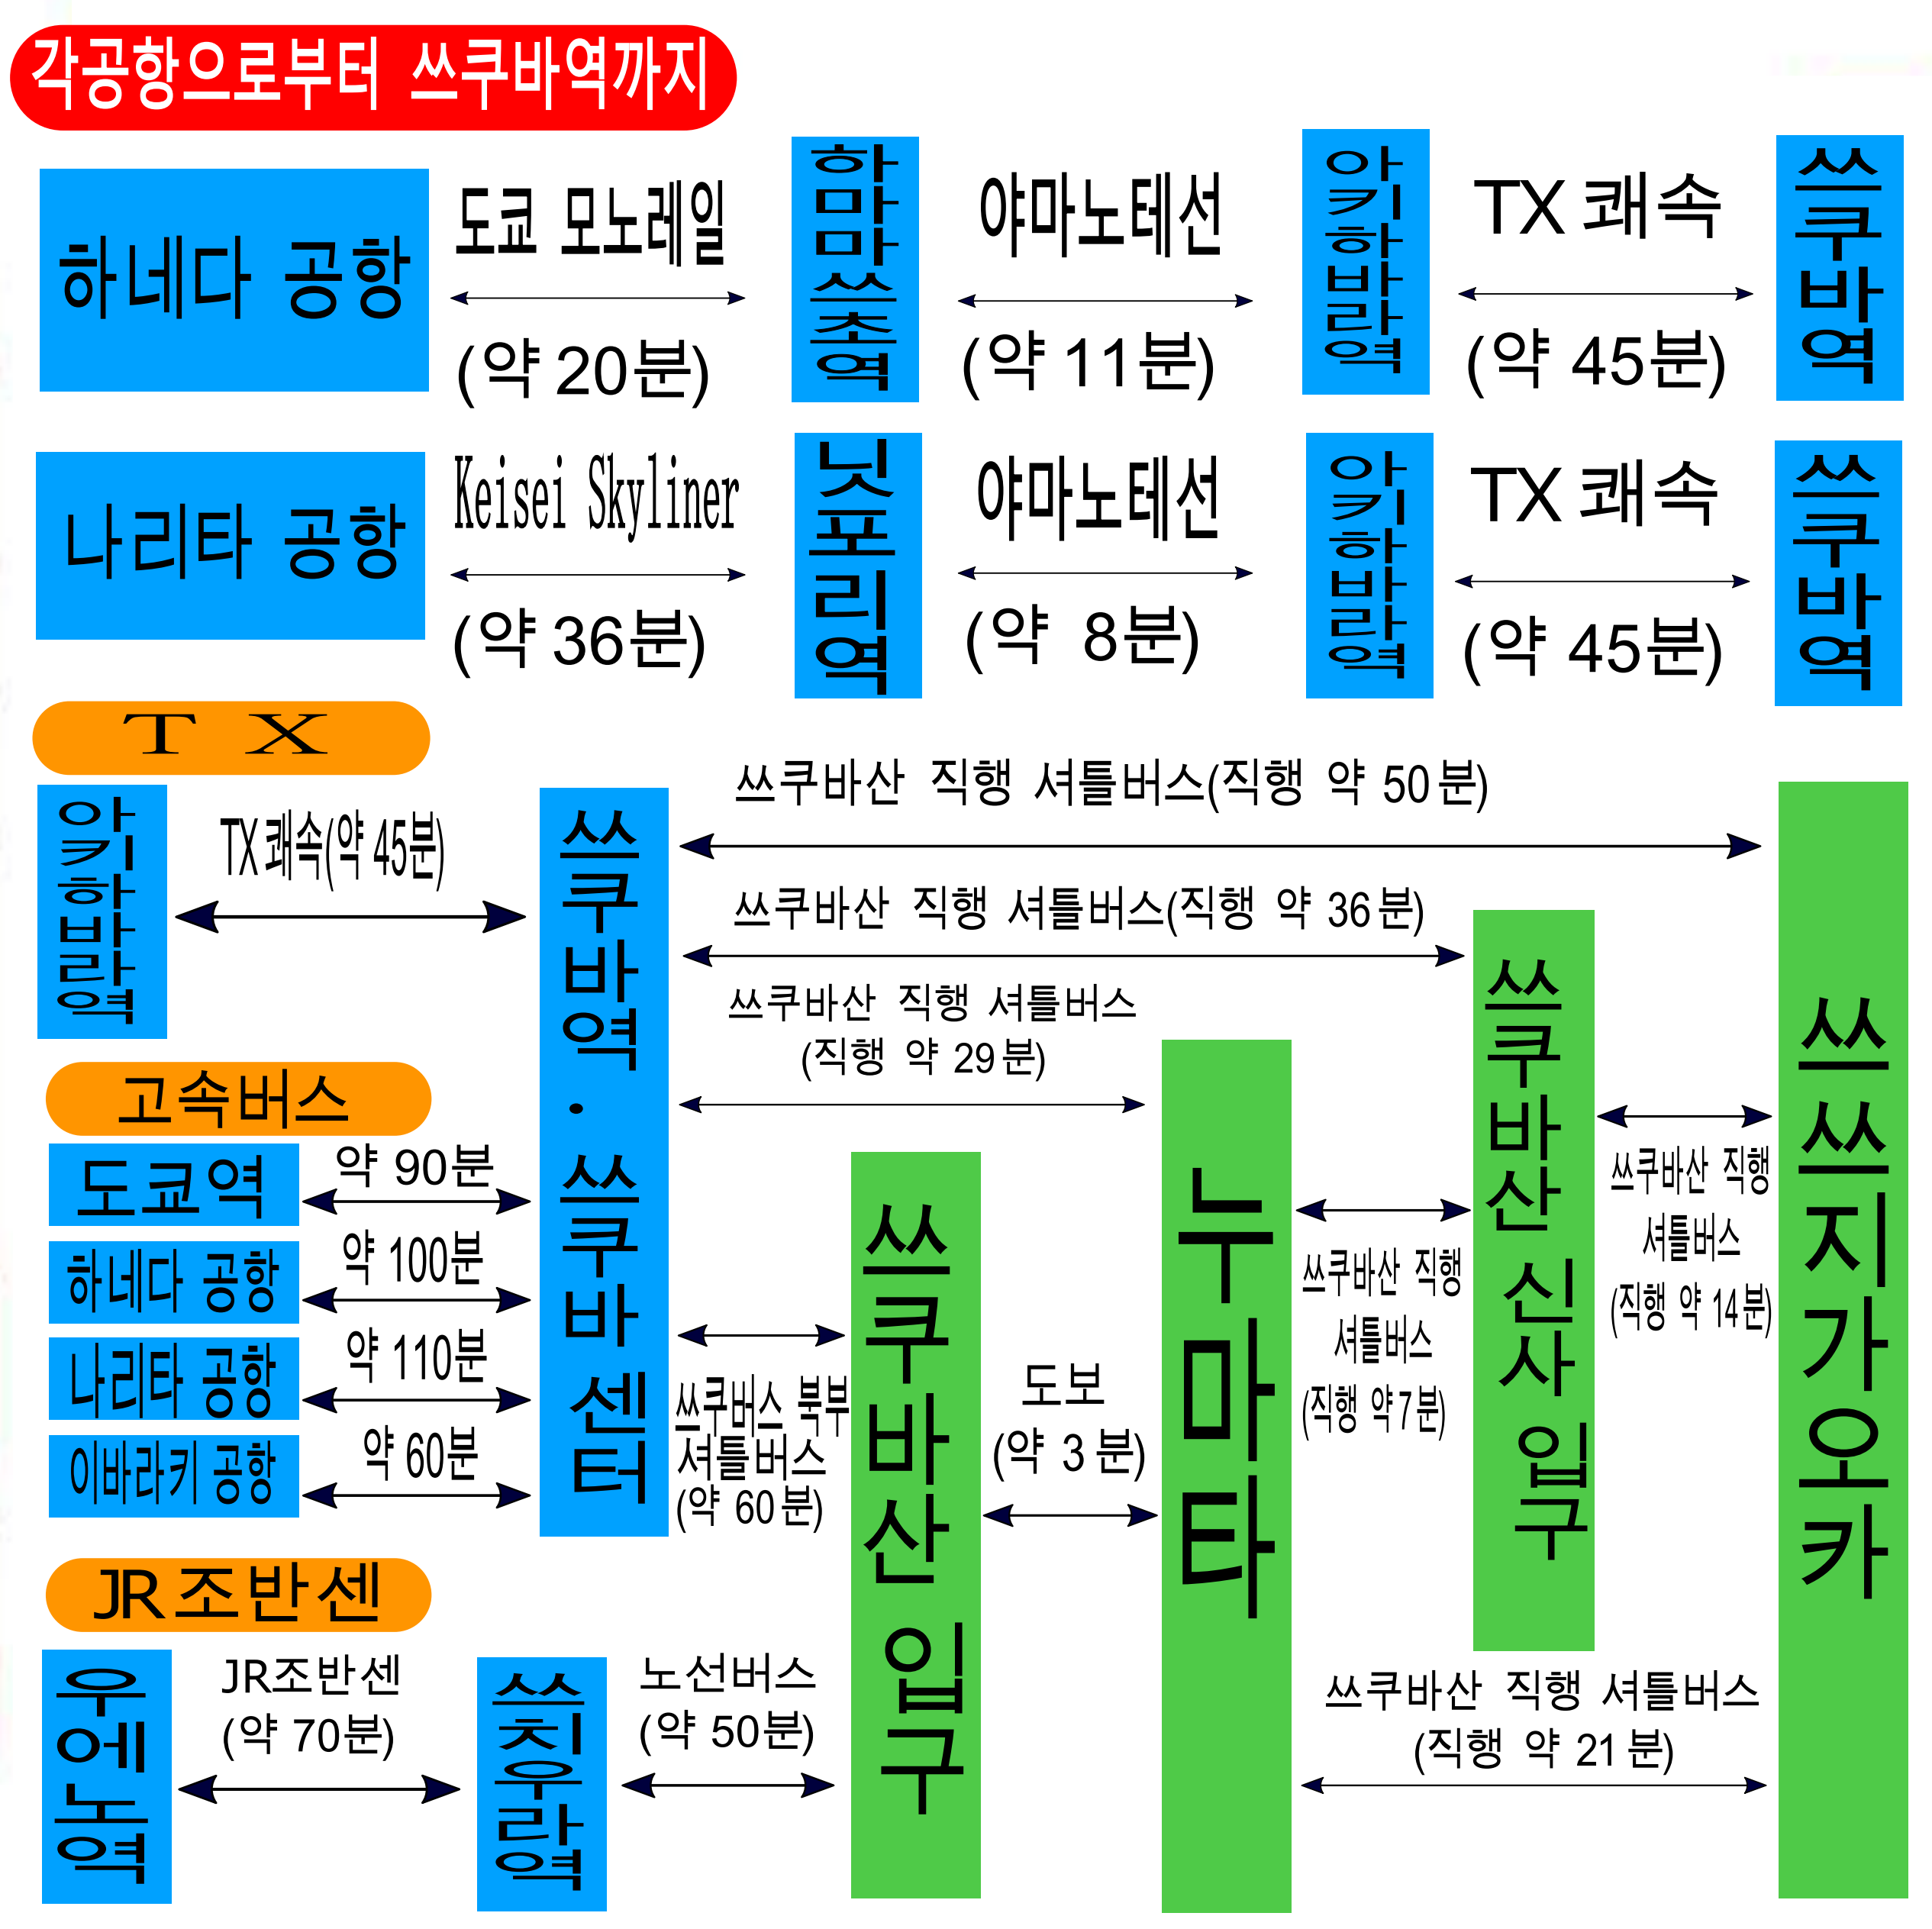 각공항으로부터 쓰쿠바역까지
하네다 공항
도쿄 모노레일
(약 20분)
하마마쓰초역
야마노테선
(약 11분)
아키하바라역
TX 쾌속
(약 45분)
쓰쿠바역
나리타 공항
Keisei Skyliner
(약 36분)
닛포리역
야마노테선
(약 8분)
아키하바라역
TX 쾌속
(약 45분)
쓰쿠바역
TX
아키하바라역
TX쾌속(약 45분)
쓰쿠바역·쓰쿠바 센터
쓰쿠바산 직행 셔틀버스(직행 약 50분)
쓰쿠바산 직행 셔틀버스(직행 약 36분)
쓰쿠바산 직행 셔틀버스
(직행 약 29분)
고속버스
도쿄역
약 90분
하네다 공항
약 100분
나리타 공항
약 110분
이바라키 공항
약 60분
쓰쿠버스 북부
셔틀버스
(약 60분)
쓰쿠바산 입구
도보
(약 3분)
누마타
쓰쿠바산 직행
셔틀버스
(직행 약7분)
쓰쿠바산 신사 입구
쓰쿠바산 직행
셔틀버스
(직행 약 14분)
쓰쓰지가오카
JR조반센
우에노역
JR조반센
(약 70분)
쓰치우라역
노선버스
(약 50분)
쓰쿠바산 직행 셔틀버스
(직행 약 21분)